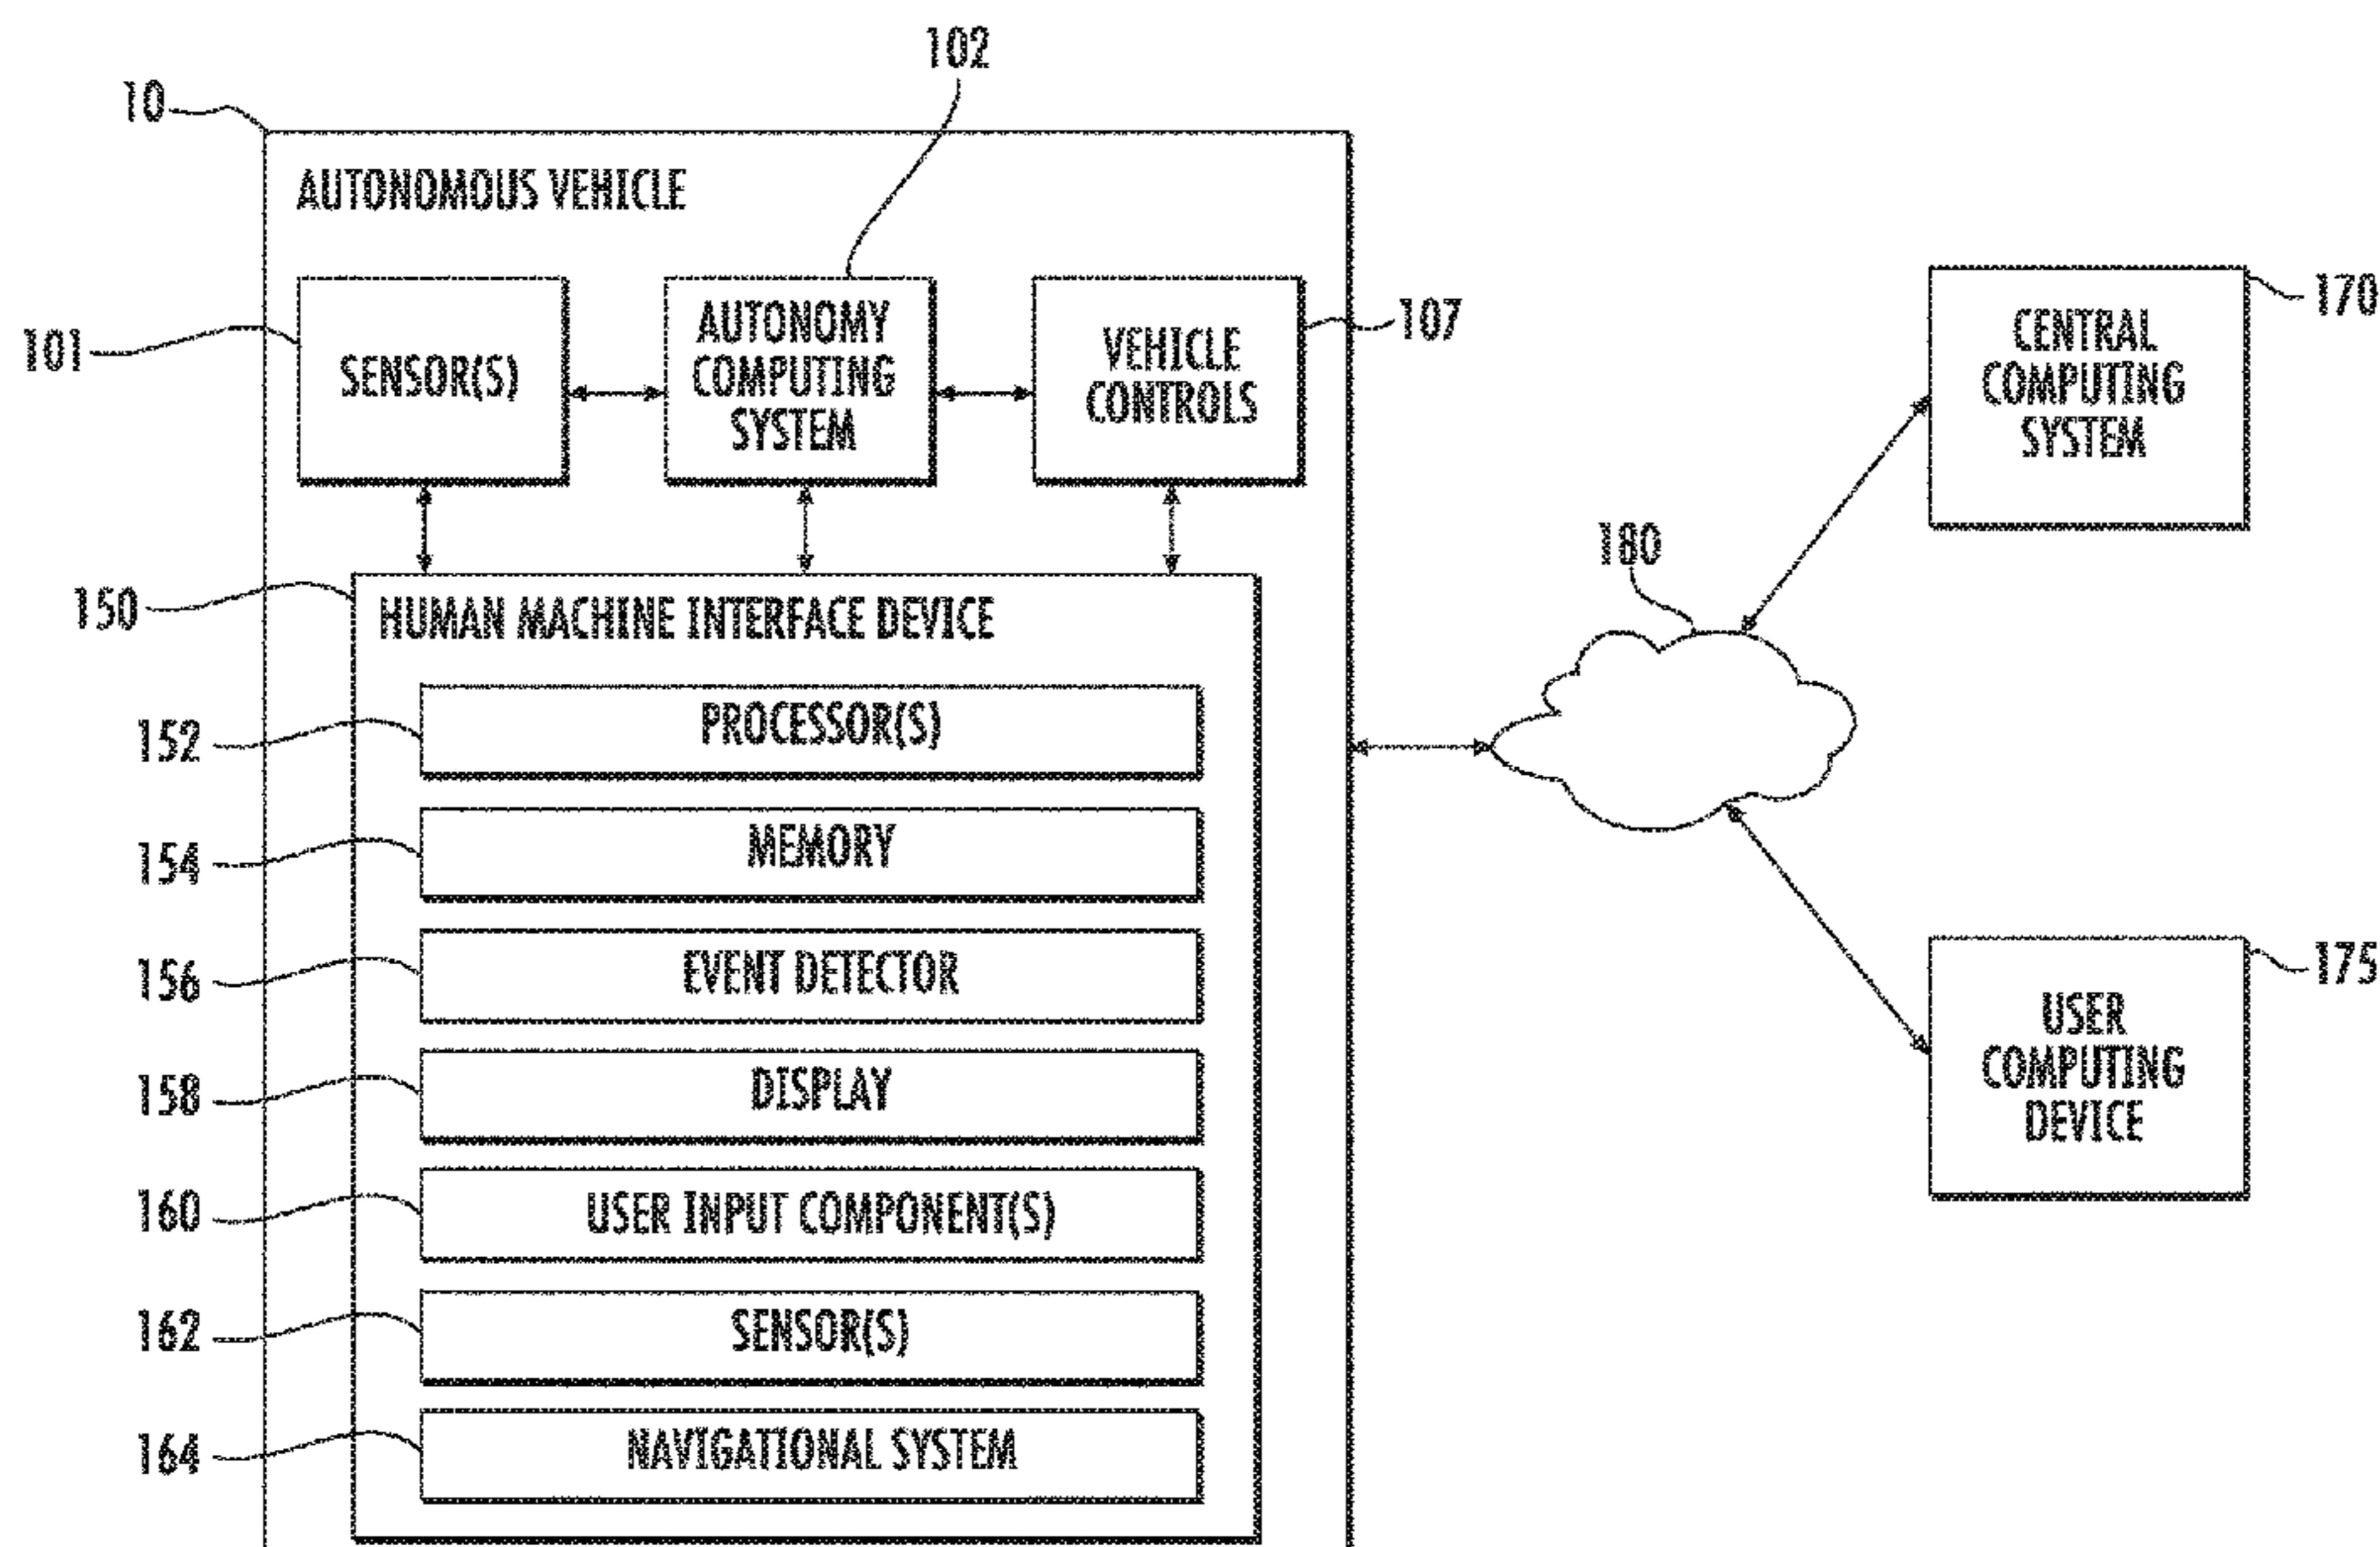 102
10
AUTONOMOUS VEHICLE
101
SENSOR(S)
AUTONOMY
COMPUTING
SYSTEM
VEHICLE
CONTROLS
107
CENTRAL
COMPUTING
SYSTEM
170
180
150
HUMAN MACHINE INTERFACE DEVICE
152
PROCESSOR(S)
154
MEMORY
156
EVENT DETECTOR
158
DISPLAY
160
USER INPUT COMPONENT(S)
162
SENSOR(S)
164
NAVIGATIONAL SYSTEM
USER
COMPUTING
DEVICE
175